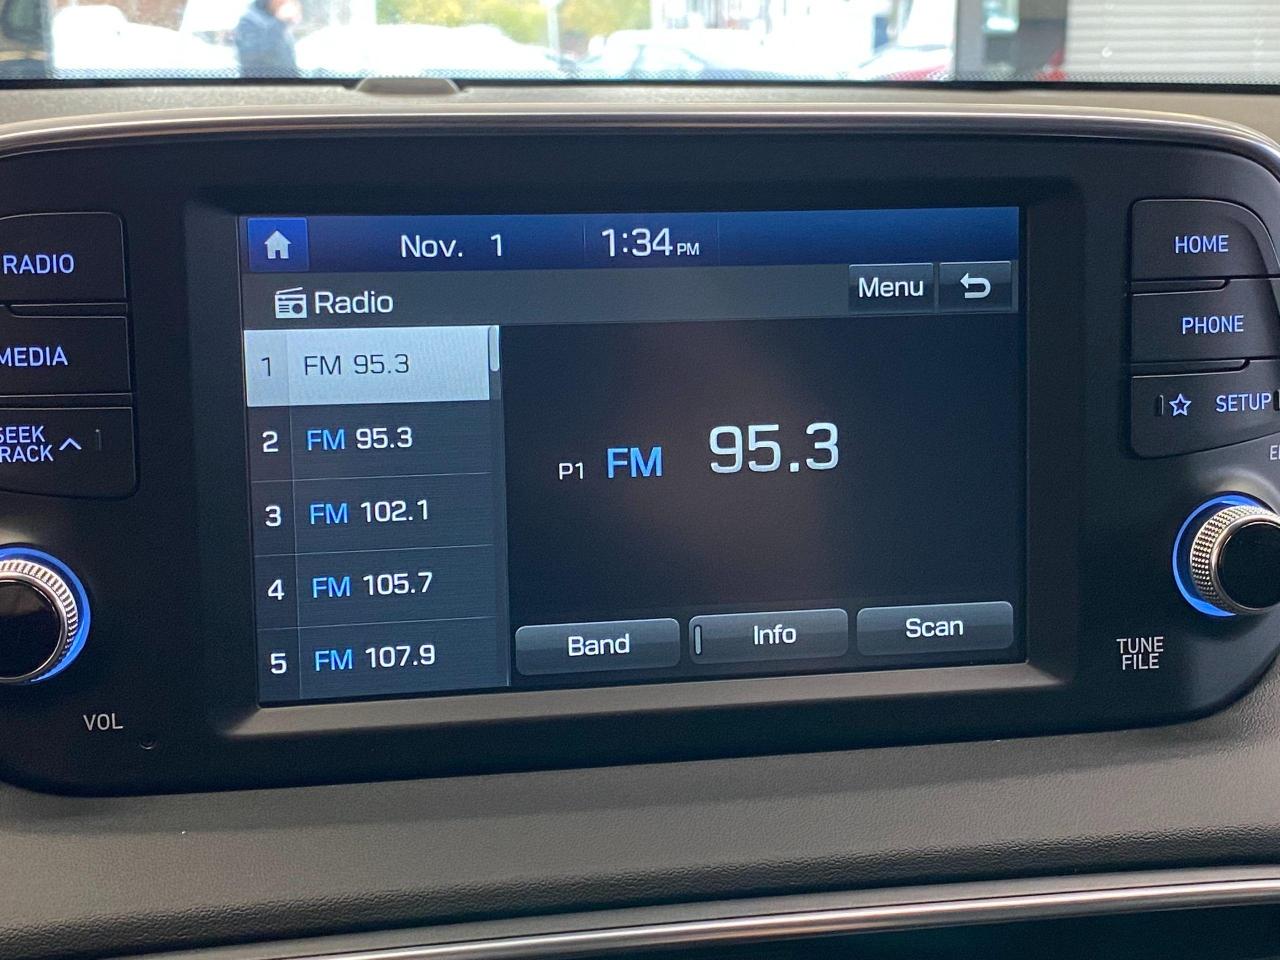 RADIO
MEDIA
SEEK
TRACK
VOL
Nov. 1 1:34 PM
Radio
Menu
1 FM 95.3
2 FM 95.3
3 FM 102.1
4 FM 105.7
5 FM 107.9
P1 FM 95.3
Band
Info
Scan
HOME
PHONE
SETUP
TUNE
FILE